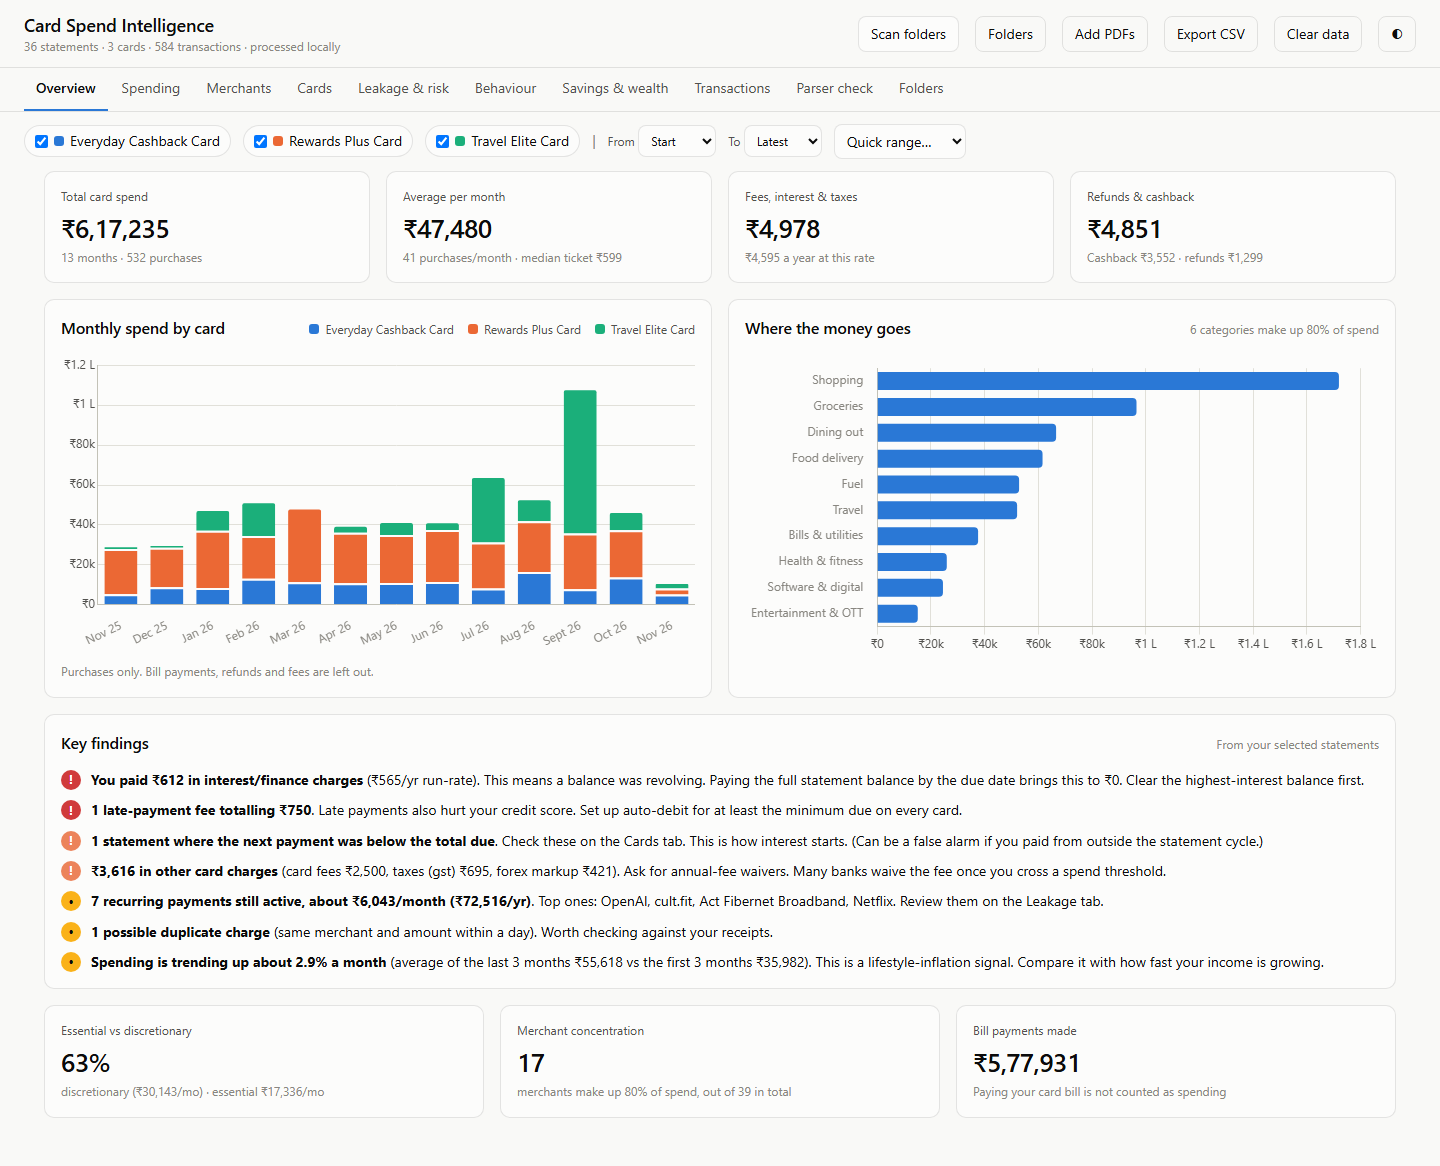 Card Spend Intelligence
36 statements · 3 cards · 584 transactions · processed locally
Scan folders
Folders
Add PDFs
Export CSV
Clear data
Overview
Spending
Merchants
Cards
Leakage & risk
Behaviour
Savings & wealth
Transactions
Parser check
Folders
Everyday Cashback Card
Rewards Plus Card
Travel Elite Card
From
Start
To
Latest
Quick range...
Total card spend
₹6,17,235
13 months · 532 purchases
Average per month
₹47,480
41 purchases/month · median ticket ₹599
Fees, interest & taxes
₹4,978
₹4,595 a year at this rate
Refunds & cashback
₹4,851
Cashback ₹3,552 · refunds ₹1,299
Monthly spend by card
Everyday Cashback Card
Rewards Plus Card
Travel Elite Card
₹1.2 L
₹1 L
₹80k
₹60k
₹40k
₹20k
₹0
Nov 25
Dec 25
Jan 26
Feb 26
Mar 26
Apr 26
May 26
Jun 26
Jul 26
Aug 26
Sept 26
Oct 26
Nov 26
Purchases only. Bill payments, refunds and fees are left out.
Where the money goes
6 categories make up 80% of spend
Shopping
Groceries
Dining out
Food delivery
Fuel
Travel
Bills & utilities
Health & fitness
Software & digital
Entertainment & OTT
₹0
₹20k
₹40k
₹60k
₹80k
₹1 L
₹1.2 L
₹1.4 L
₹1.6 L
₹1.8 L
Key findings
From your selected statements
! You paid ₹612 in interest/finance charges (₹565/yr run-rate). This means a balance was revolving. Paying the full statement balance by the due date brings this to ₹0. Clear the highest-interest balance first.
! 1 late-payment fee totalling ₹750. Late payments also hurt your credit score. Set up auto-debit for at least the minimum due on every card.
! 1 statement where the next payment was below the total due. Check these on the Cards tab. This is how interest starts. (Can be a false alarm if you paid from outside the statement cycle.)
! ₹3,616 in other card charges (card fees ₹2,500, taxes (gst) ₹695, forex markup ₹421). Ask for annual-fee waivers. Many banks waive the fee once you cross a spend threshold.
• 7 recurring payments still active, about ₹6,043/month (₹72,516/yr). Top ones: OpenAI, cult.fit, Act Fibernet Broadband, Netflix. Review them on the Leakage tab.
• 1 possible duplicate charge (same merchant and amount within a day). Worth checking against your receipts.
• Spending is trending up about 2.9% a month (average of the last 3 months ₹55,618 vs the first 3 months ₹35,982). This is a lifestyle-inflation signal. Compare it with how fast your income is growing.
Essential vs discretionary
63%
discretionary (₹30,143/mo) · essential ₹17,336/mo
Merchant concentration
17
merchants make up 80% of spend, out of 39 in total
Bill payments made
₹5,77,931
Paying your card bill is not counted as spending